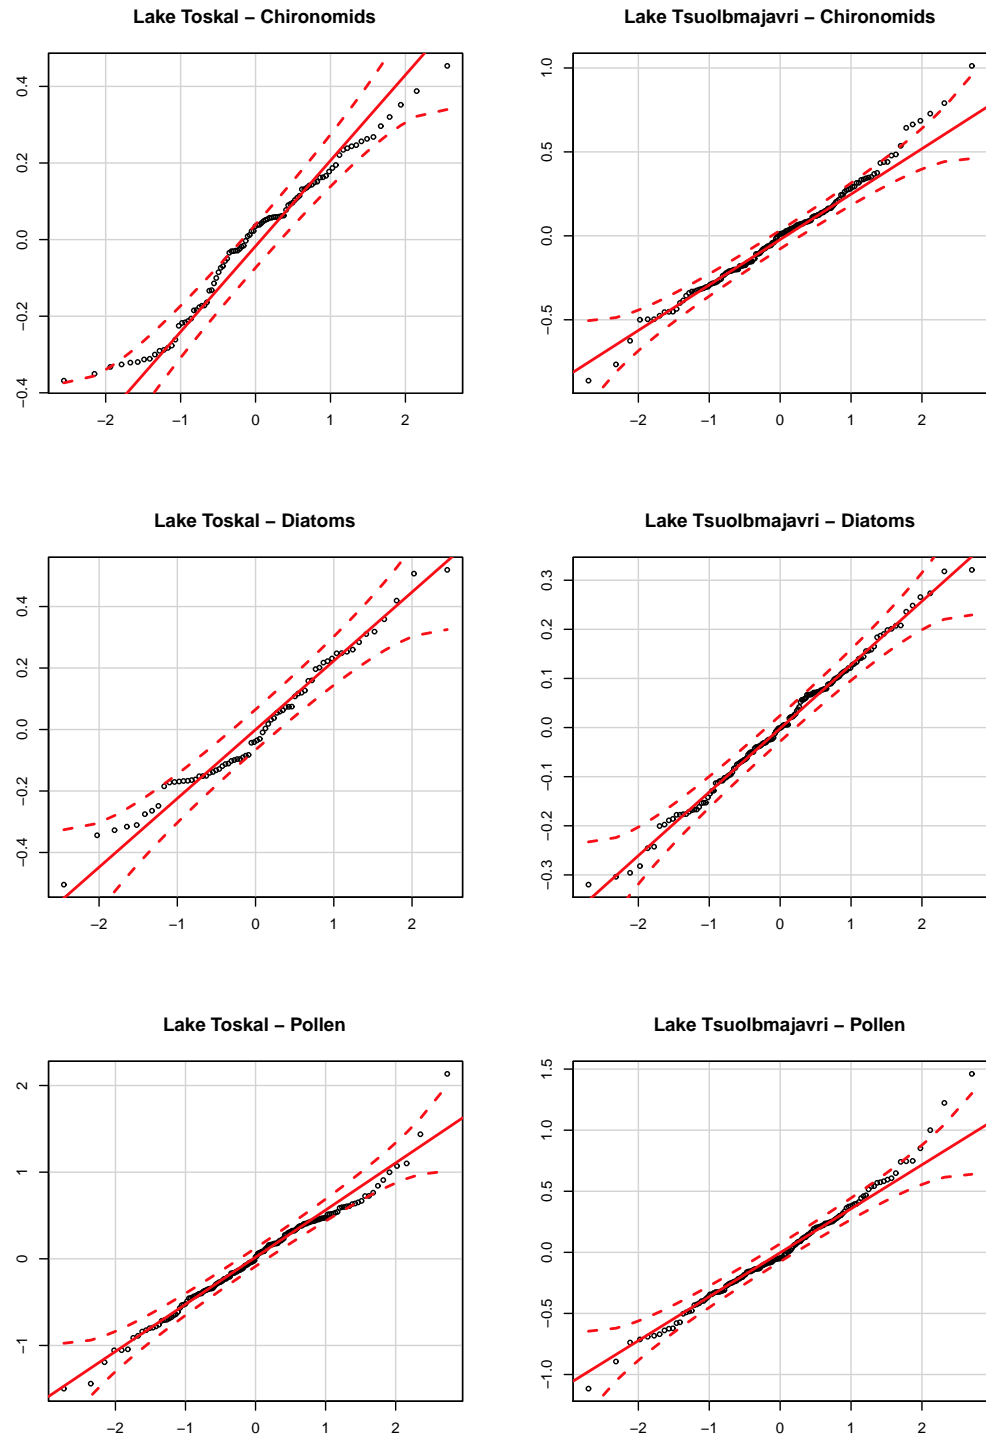 Lake Toskal – Chironomids
0.4
0.2
0.0
−0.2
−0.4
−2 −1 0 1 2
Lake Tsuolbmajavri – Chironomids
1.0
0.5
0.0
−0.5
−2 −1 0 1 2
Lake Toskal – Diatoms
0.4
0.2
0.0
−0.2
−0.4
−2 −1 0 1 2
Lake Tsuolbmajavri – Diatoms
0.3
0.2
0.1
0.0
−0.1
−0.2
−0.3
−2 −1 0 1 2
Lake Toskal – Pollen
2
1
0
−1
−2 −1 0 1 2
Lake Tsuolbmajavri – Pollen
1.5
1.0
0.5
0.0
−0.5
−1.0
−2 −1 0 1 2